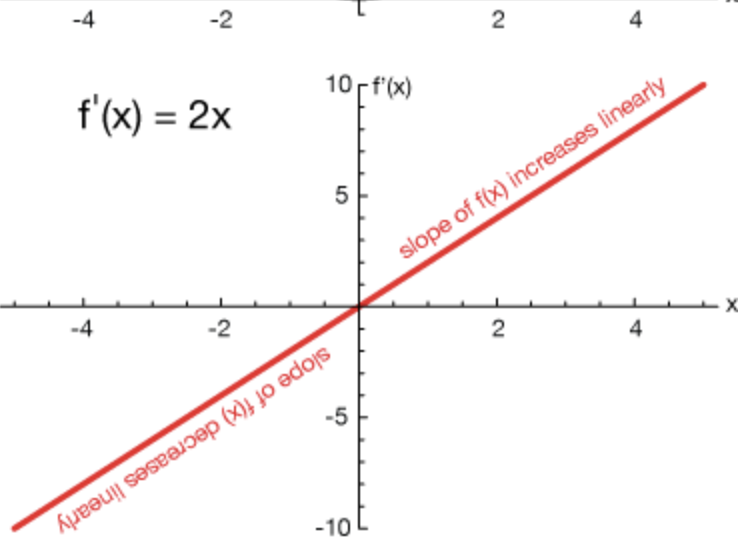 -4 -2 2 4
10 f'(x)
f'(x) = 2x
slope of f(x) increases linearly
5
x
-4 -2 2 4
slope of f(x) decreases linearly
-5
-10